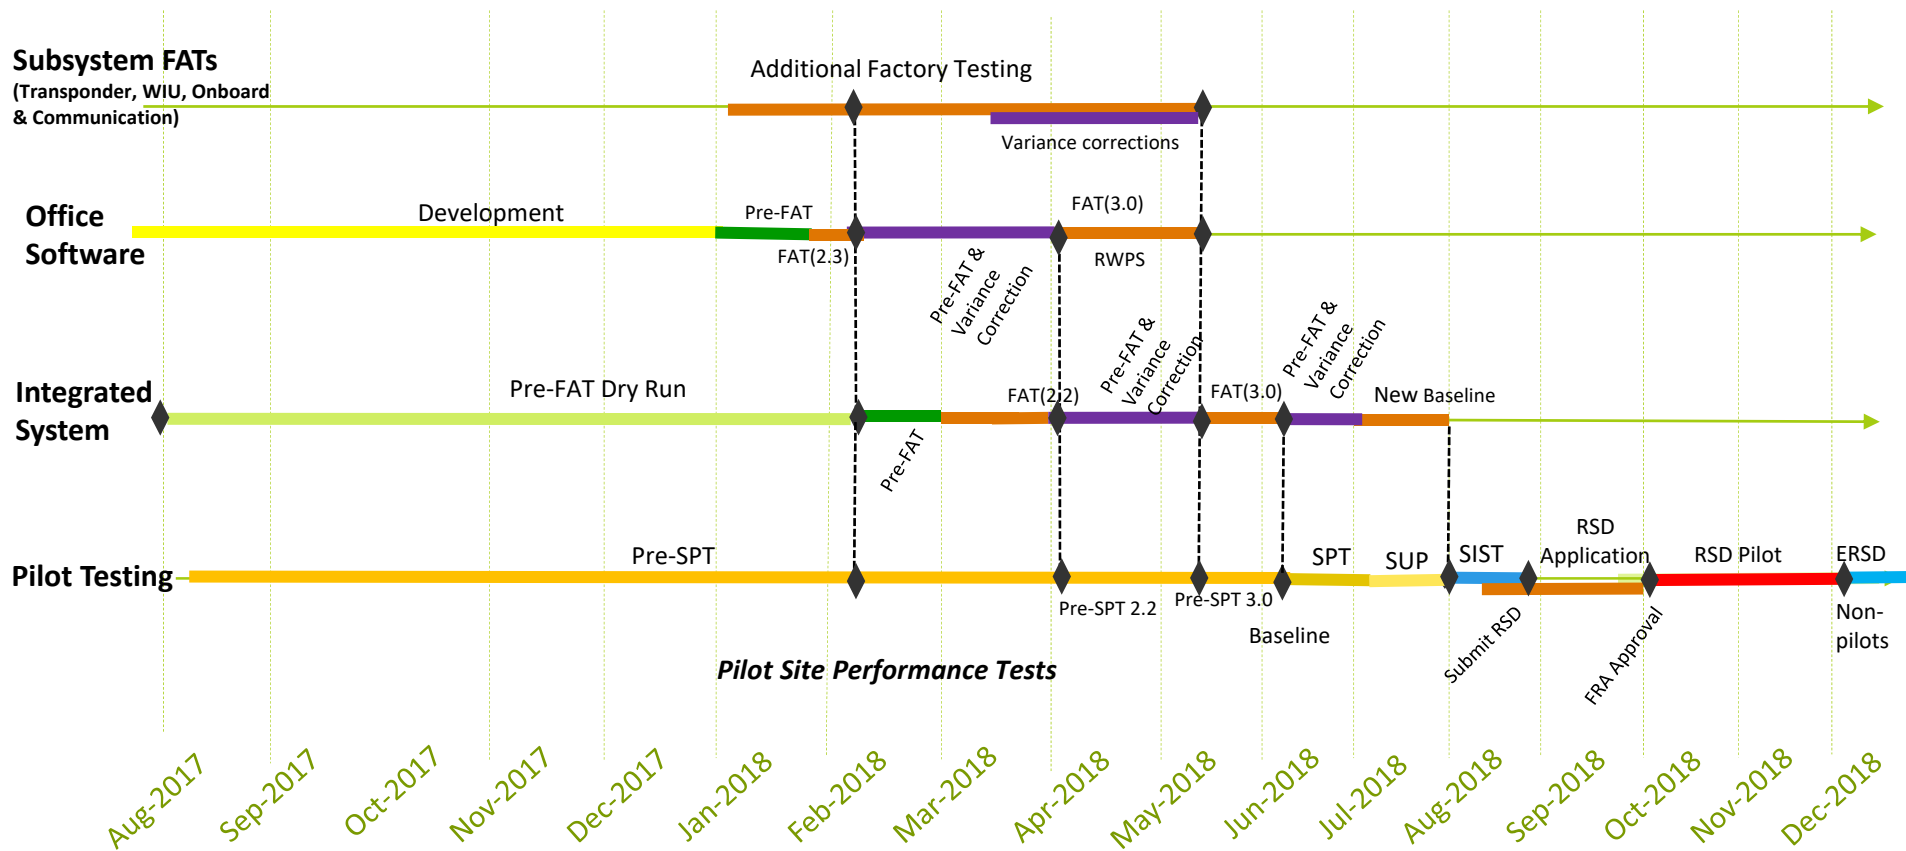 Subsystem FATs
(Transponder, WIU, Onboard
& Communication)
Additional Factory Testing
Variance corrections
Office
Software
Development
Pre-FAT
FAT(2.3)
Pre-FAT &
Variance
Correction
FAT(3.0)
RWPS
Integrated
System
Pre-FAT Dry Run
Pre-FAT
FAT(2.2)
Pre-FAT &
Variance
Correction
FAT(3.0)
Pre-FAT &
Variance
Correction
New Baseline
Pilot Testing
Pre-SPT
Pre-SPT 2.2
Pre-SPT 3.0
Baseline
SPT
SUP
SIST
Submit RSD
RSD
Application
FRA Approval
RSD Pilot
ERSD
Non-
pilots
Pilot Site Performance Tests
Aug-2017
Sep-2017
Oct-2017
Nov-2017
Dec-2017
Jan-2018
Feb-2018
Mar-2018
Apr-2018
May-2018
Jun-2018
Jul-2018
Aug-2018
Sep-2018
Oct-2018
Nov-2018
Dec-2018